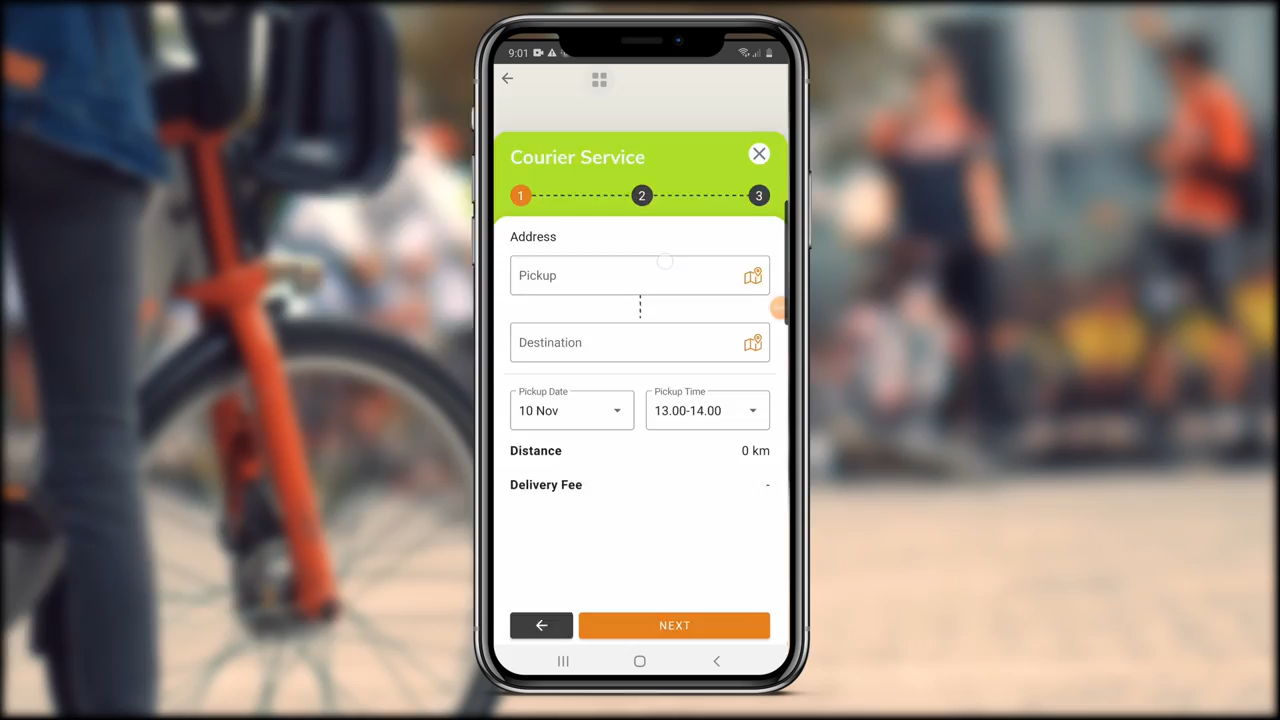 9:01
Courier Service
1 2 3
Address
Pickup
Destination
Pickup Date Pickup Time
10 Nov 13.00-14.00
Distance 0 km
Delivery Fee -
NEXT